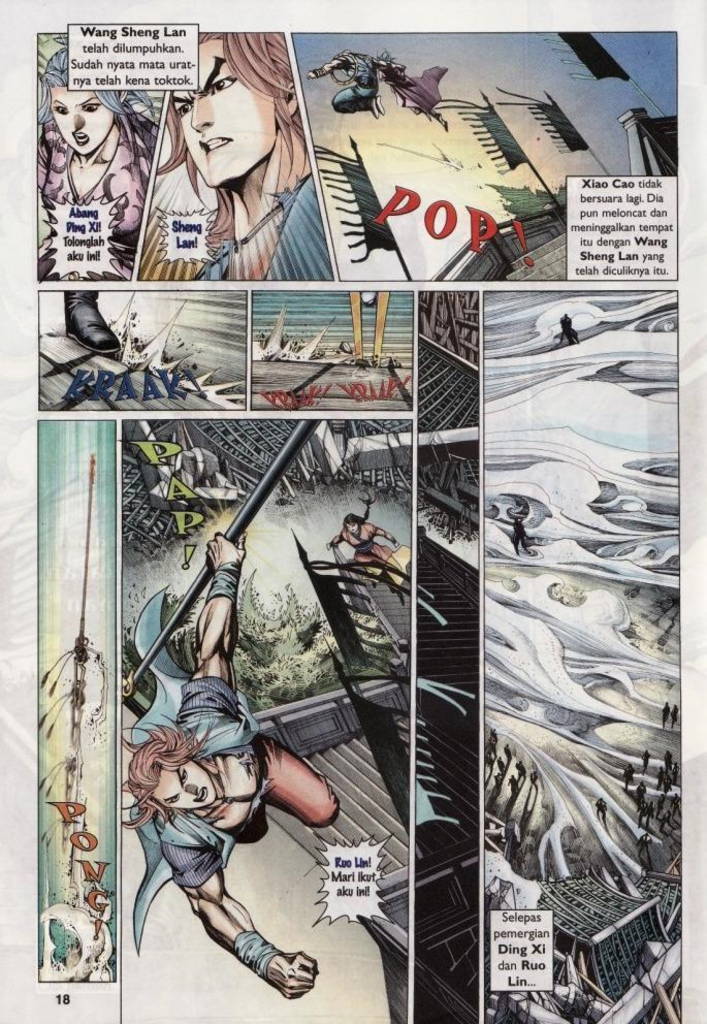 Wang Sheng Lan
telah dilumpuhkan.
Sudah nyata mata urat-
nya telah kena toktok.
Abang
Ding Xi!
Tolonglah
aku ini!
Sheng
Lan!
POP!
Xiao Cao tidak
bersuara lagi. Dia
pun meloncat dan
meninggalkan tempat
itu dengan Wang
Sheng Lan yang
telah diculiknya itu.
KRAAK!
KRAAK! KRAAK!
PAP!
PONG!
Ruo Lin!
Mari ikut
aku ini!
Selepas
pemergian
Ding Xi
dan Ruo
Lin...
18